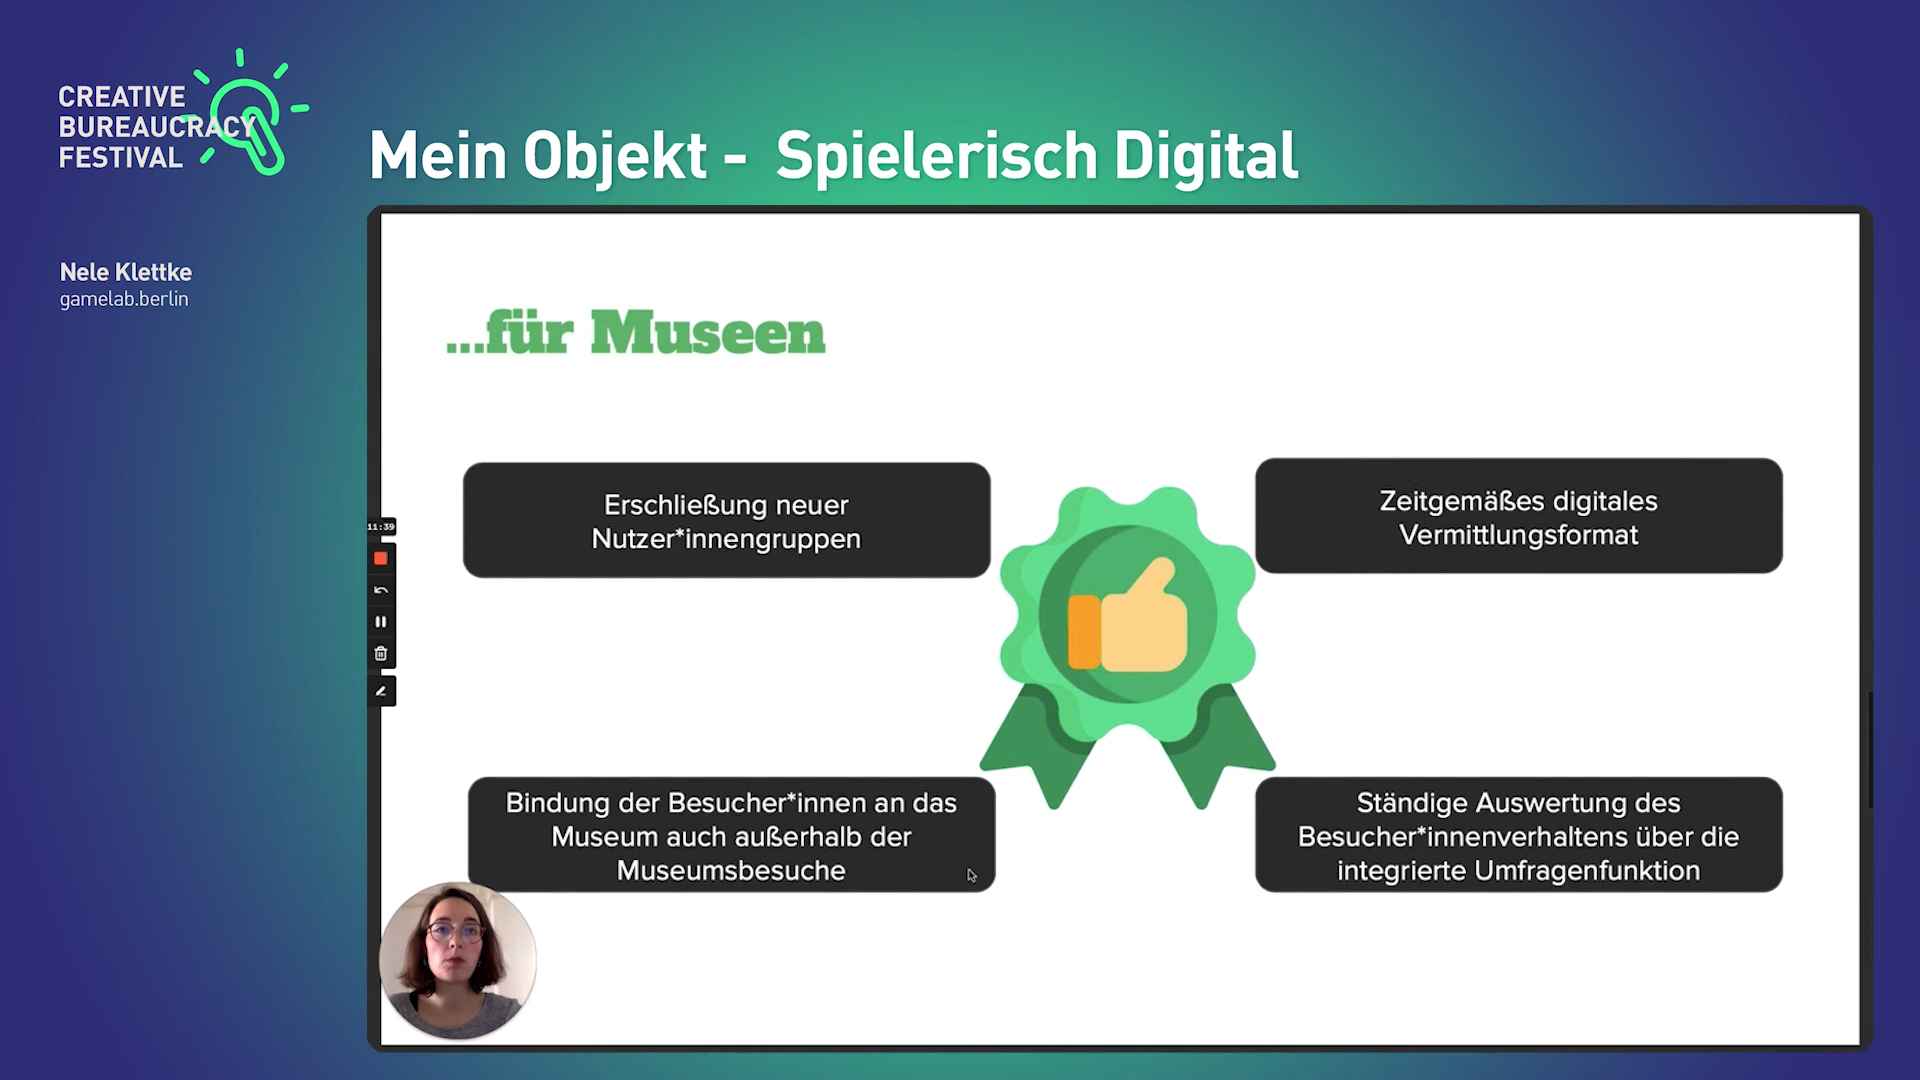 CREATIVE
BUREAUCRACY
FESTIVAL
Mein Objekt - Spielerisch Digital
Nele Klettke
gamelab.berlin
...für Museen
Erschließung neuer
Nutzer*innengruppen
Zeitgemäßes digitales
Vermittlungsformat
11:39
Bindung der Besucher*innen an das
Museum auch außerhalb der
Museumsbesuche
Ständige Auswertung des
Besucher*innenverhaltens über die
integrierte Umfragenfunktion